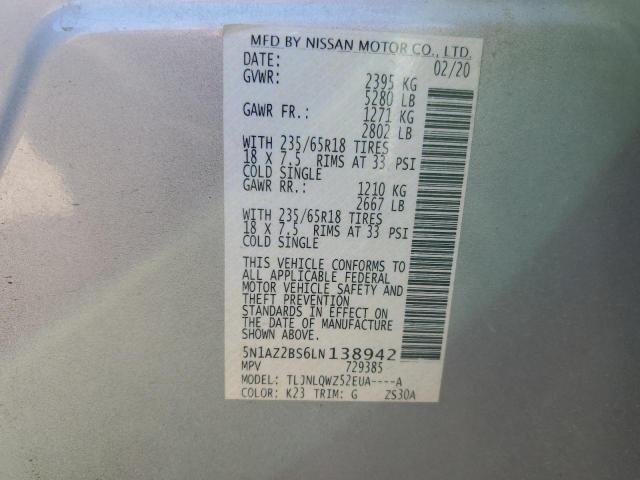 MFD BY NISSAN MOTOR CO., LTD.
DATE: 02/20
GVWR: 2395 KG
5280 LB
GAWR FR.: 1271 KG
2802 LB
WITH 235/65R18 TIRES
18 X 7.5 RIMS AT 33 PSI
COLD SINGLE
GAWR RR.: 1210 KG
2667 LB
WITH 235/65R18 TIRES
18 X 7.5 RIMS AT 33 PSI
COLD SINGLE
THIS VEHICLE CONFORMS TO
ALL APPLICABLE FEDERAL
MOTOR VEHICLE SAFETY AND
THEFT PREVENTION
STANDARDS IN EFFECT ON
DATE OF MANUFACTURE
5N1AZ2BS6LN138942
MPV 729385
MODEL: TLJNLQWZ52EUA----A
COLOR: K23 TRIM: G ZS30A